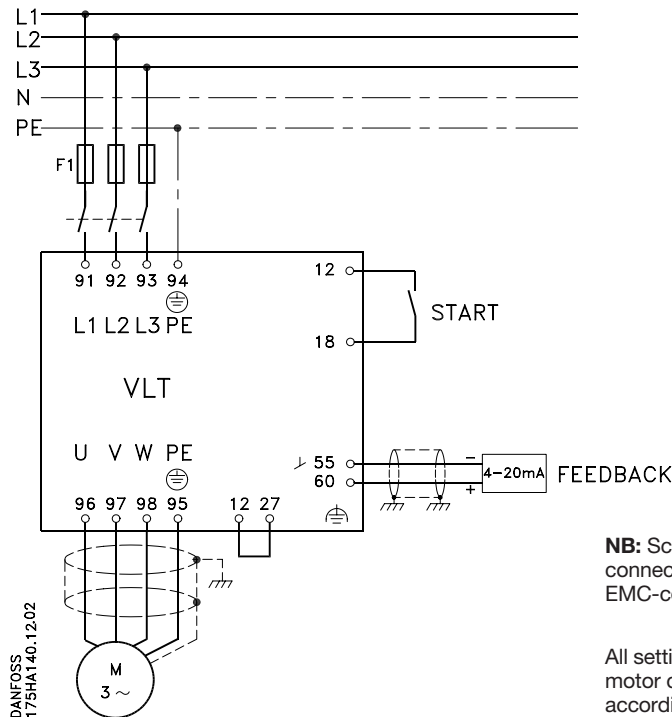 L1
L2
L3
N
PE
F1
91 92 93 94
L1 L2 L3 PE
12
START
18
VLT
U V W PE
55
60
− + 4-20mA FEEDBACK
96 97 98 95
12 27
M
3 ~
DANFOSS
175HA140.12.02
NB:
connec
EMC-c
All setti
motor c
accordi